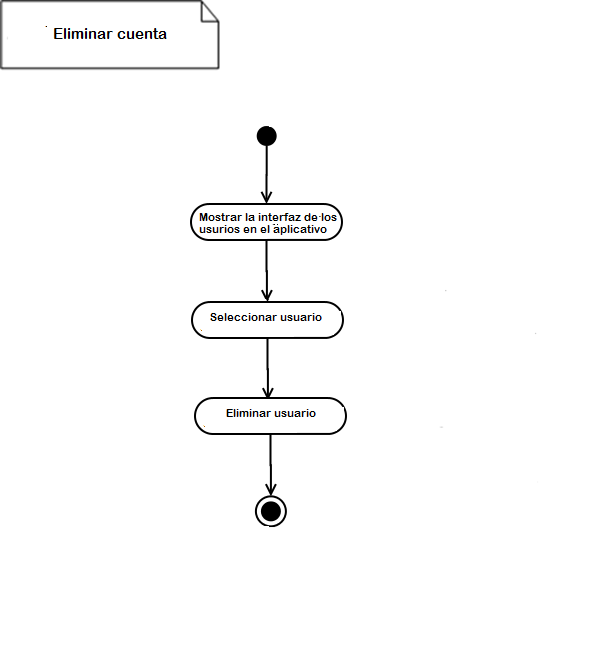 Eliminar cuenta
Mostrar la interfaz de los
usurios en el aplicativo
Seleccionar usuario
Eliminar usuario